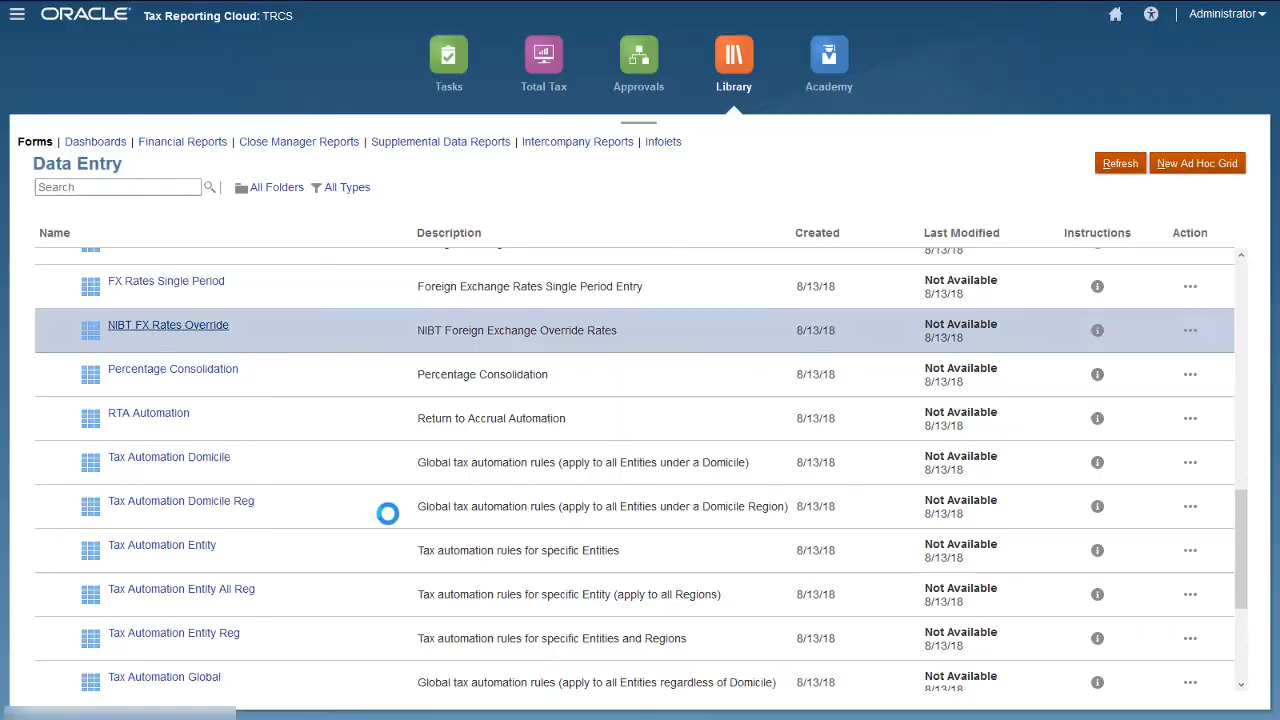 ORACLE® Tax Reporting Cloud: TRCS Administrator
Tasks Total Tax Approvals Library Academy
Forms | Dashboards | Financial Reports | Close Manager Reports | Supplemental Data Reports | Intercompany Reports | Infolets
Data Entry
Refresh New Ad Hoc Grid
Search All Folders All Types
Name Description Created Last Modified Instructions Action
8/13/18
FX Rates Single Period Foreign Exchange Rates Single Period Entry 8/13/18 Not Available
8/13/18
NIBT FX Rates Override NIBT Foreign Exchange Override Rates 8/13/18 Not Available
8/13/18
Percentage Consolidation Percentage Consolidation 8/13/18 Not Available
8/13/18
RTA Automation Return to Accrual Automation 8/13/18 Not Available
8/13/18
Tax Automation Domicile Global tax automation rules (apply to all Entities under a Domicile) 8/13/18 Not Available
8/13/18
Tax Automation Domicile Reg Global tax automation rules (apply to all Entities under a Domicile Region) 8/13/18 Not Available
8/13/18
Tax Automation Entity Tax automation rules for specific Entities 8/13/18 Not Available
8/13/18
Tax Automation Entity All Reg Tax automation rules for specific Entity (apply to all Regions) 8/13/18 Not Available
8/13/18
Tax Automation Entity Reg Tax automation rules for specific Entities and Regions 8/13/18 Not Available
8/13/18
Tax Automation Global Global tax automation rules (apply to all Entities regardless of Domicile) 8/13/18 Not Available
8/13/18